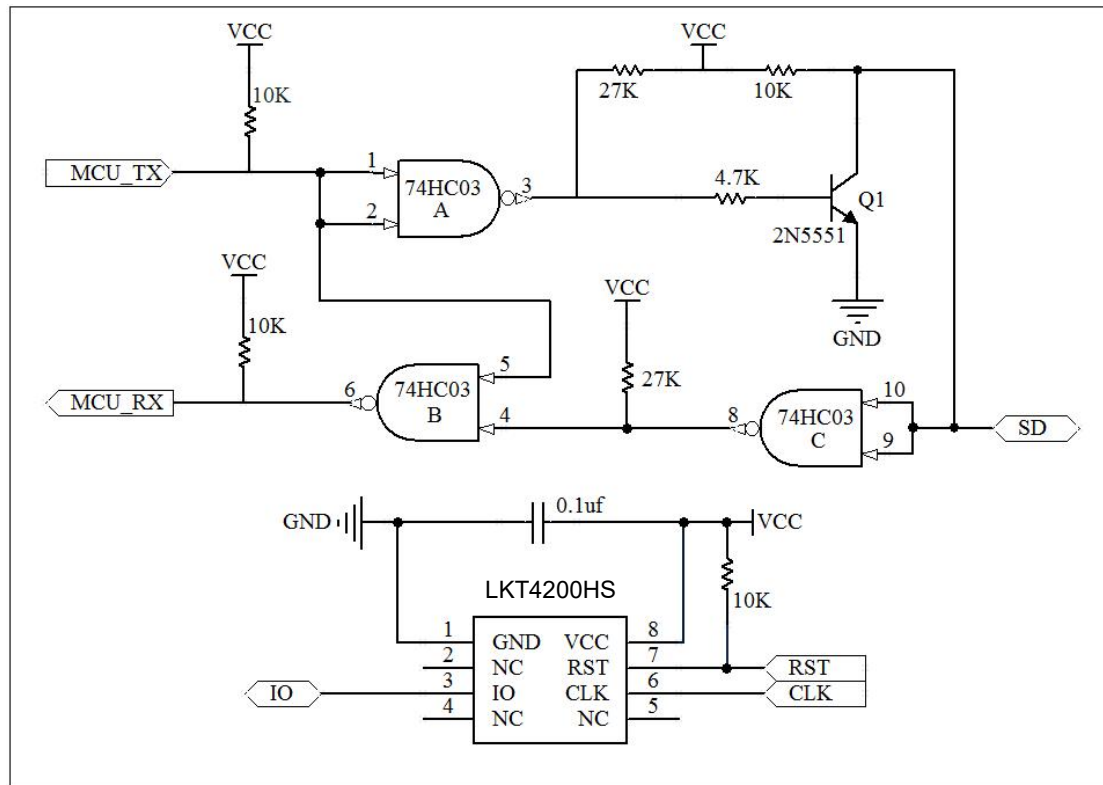 VCC
VCC
10K
27K
10K
MCU_TX
1
74HC03
A
2
3
4.7K
Q1
2N5551
GND
VCC
VCC
10K
27K
MCU_RX
6
74HC03
B
5
4
8
74HC03
C
10
9
SD
GND
0.1uf
VCC
LKT4200HS
10K
1
GND
VCC
8
2
NC
RST
7
RST
IO
3
IO
CLK
6
CLK
4
NC
NC
5